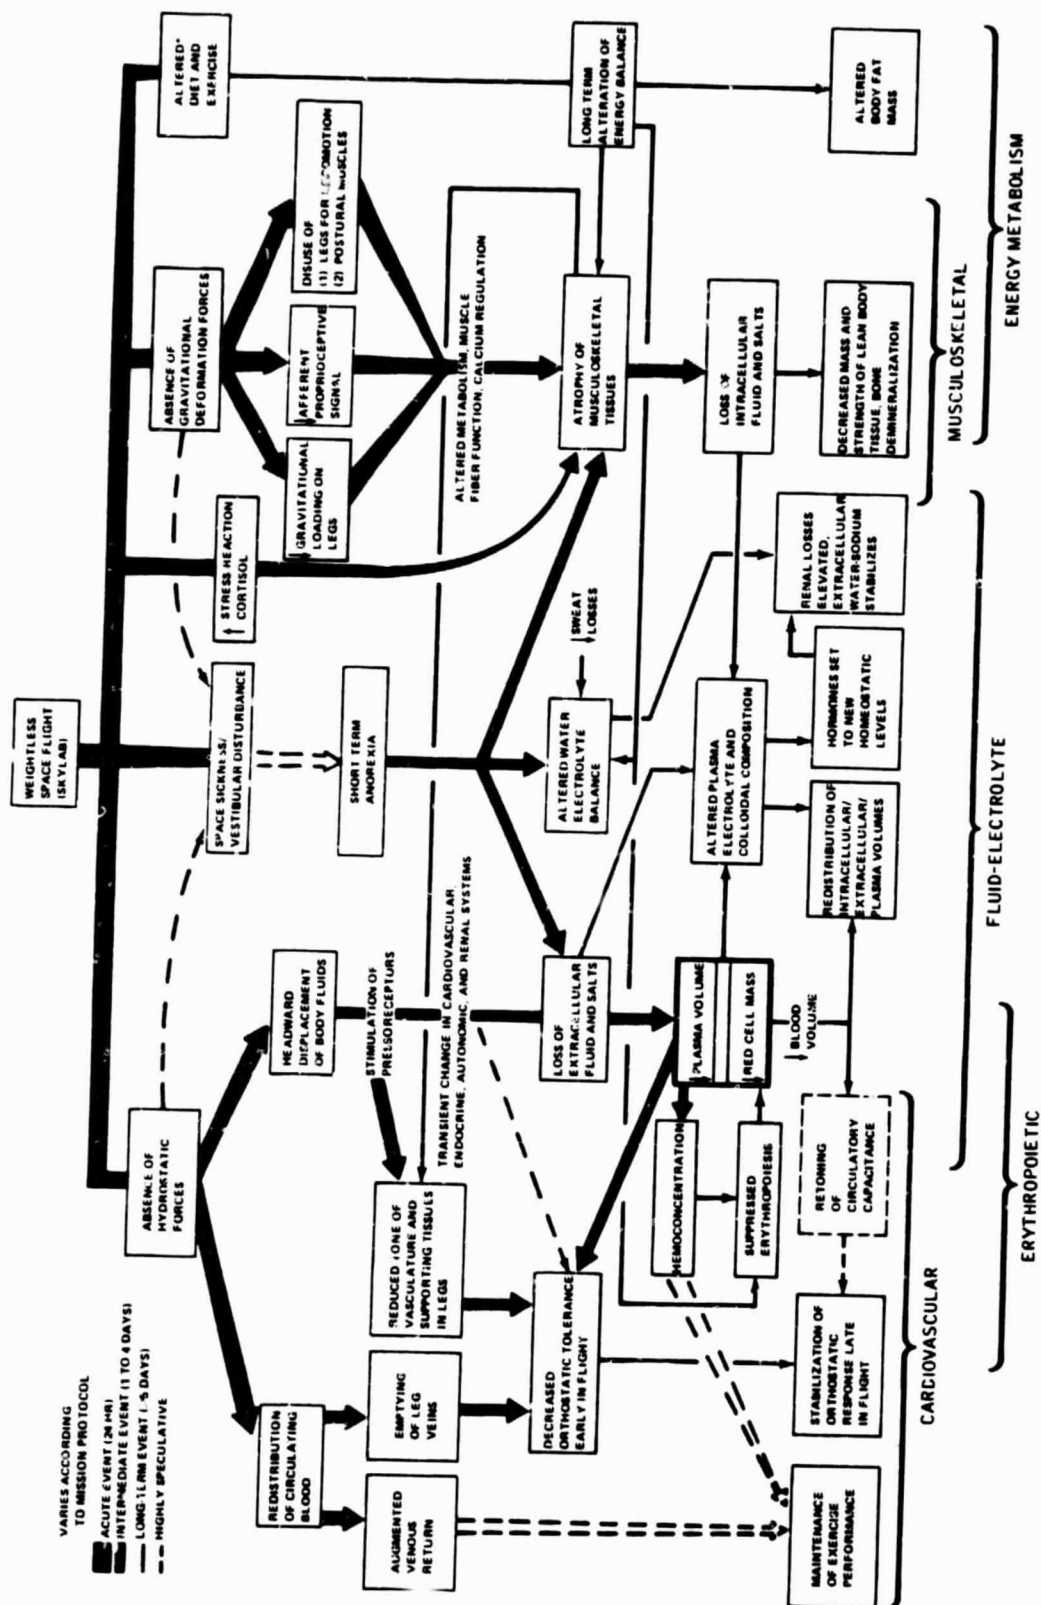 VARIES ACCORDING
TO MISSION PROTOCOL
ACUTE EVENT (24 HR)
INTERMEDIATE EVENT (1 TO 4 DAYS)
LONG-TERM EVENT DAYS)
HIGHLY SPECULATIVE
WEIGHTLESS
SPACE FLIGHT
(SKYLAB)
ABSENCE OF
HYDROSTATIC
FORCES
SPACE SICKNESS/
VESTIBULAR DISTURBANCE
↑ STRESS REACTION
CORTISOL
ABSENCE OF
GRAVITATIONAL
DEFORMATION FORCES
ALTERED*
DIET AND
EXERCISE
REDISTRIBUTION
OF CIRCULATING
BLOOD
HEADWARD
DISPLACEMENT
OF BODY FLUIDS
SHORT TERM
ANOREXIA
↓ GRAVITATIONAL
LOADING ON
LEGS
↓ AFFERENT
PROPRIOCEPTIVE
SIGNAL
DISUSE OF
(1) LEGS FOR LOCOMOTION
(2) POSTURAL MUSCLES
AUGMENTED
VENOUS
RETURN
EMPTYING
OF LEG
VEINS
REDUCED TONE OF
VASCULATURE AND
SUPPORTING TISSUES
IN LEGS
STIMULATION OF
PRESSORECEPTORS
TRANSIENT CHANGE IN CARDIOVASCULAR,
ENDOCRINE, AUTONOMIC, AND RENAL SYSTEMS
ALTERED METABOLISM, MUSCLE
FIBER FUNCTION, CALCIUM REGULATION
DECREASED
ORTHOSTATIC TOLERANCE
EARLY IN FLIGHT
LOSS OF
EXTRACELLULAR
FLUID AND SALTS
ALTERED WATER
ELECTROLYTE
BALANCE
↓ SWEAT
LOSSES
ATROPHY OF
MUSCULOSKELETAL
TISSUES
LONG TERM
ALTERATION OF
ENERGY BALANCE
HEMOCONCENTRATION
↓ PLASMA VOLUME
↓ RED CELL MASS
SUPPRESSED
ERYTHROPOIESIS
↓ BLOOD
VOLUME
ALTERED PLASMA
ELECTROLYTE AND
COLLOIDAL COMPOSITION
LOSS OF
INTRACELLULAR
FLUID AND SALTS
MAINTENANCE
OF EXERCISE
PERFORMANCE
STABILIZATION OF
ORTHOSTATIC
RESPONSE LATE
IN FLIGHT
RETONING
OF
CIRCULATORY
CAPACITANCE
REDISTRIBUTION OF
INTRACELLULAR/
EXTRACELLULAR/
PLASMA VOLUMES
HORMONES SET
TO NEW
HOMEOSTATIC
LEVELS
RENAL LOSSES
ELEVATED,
EXTRACELLULAR
WATER-SODIUM
STABILIZES
DECREASED MASS AND
STRENGTH OF LEAN BODY
TISSUE, BONE
DEMINERALIZATION
ALTERED
BODY FAT
MASS
CARDIOVASCULAR
ERYTHROPOIETIC
FLUID-ELECTROLYTE
MUSCULOSKELETAL
ENERGY METABOLISM